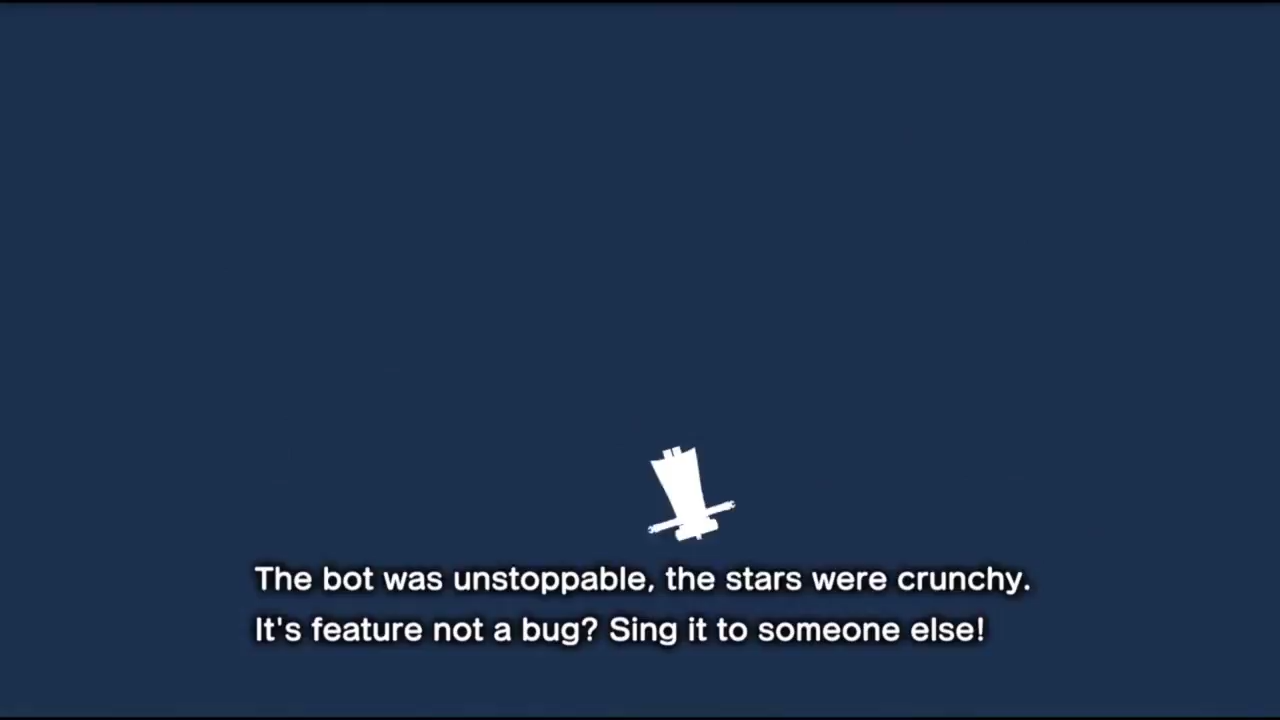 The bot was unstoppable, the stars were crunchy.
It's feature not a bug? Sing it to someone else!